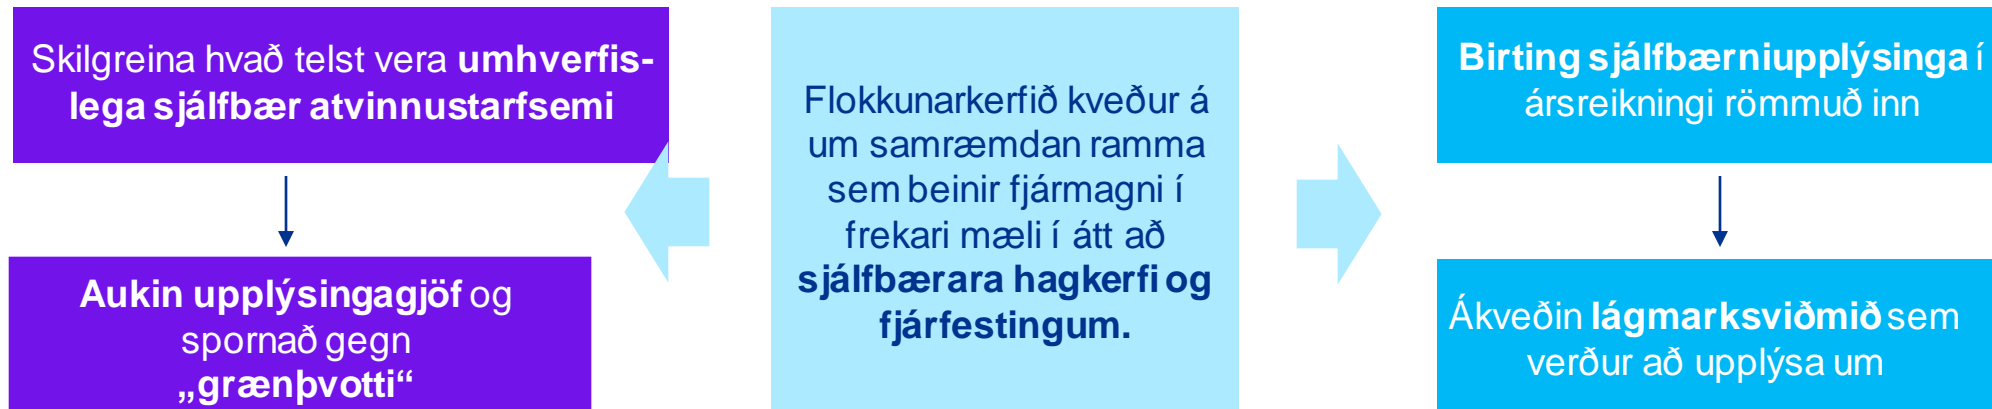 Skilgreina hvað telst vera umhverfis-
lega sjálfbær atvinnustarfsemi
Aukin upplýsingagjöf og
spornað gegn
„grænþvotti“
Flokkunarkerfið kveður á
um samræmdan ramma
sem beinir fjármagni í
frekari mæli í átt að
sjálfbærara hagkerfi og
fjárfestingum.
Birting sjálfbærniupplýsinga í
ársreikningi römmuð inn
Ákveðin lágmarksviðmið sem
verður að upplýsa um